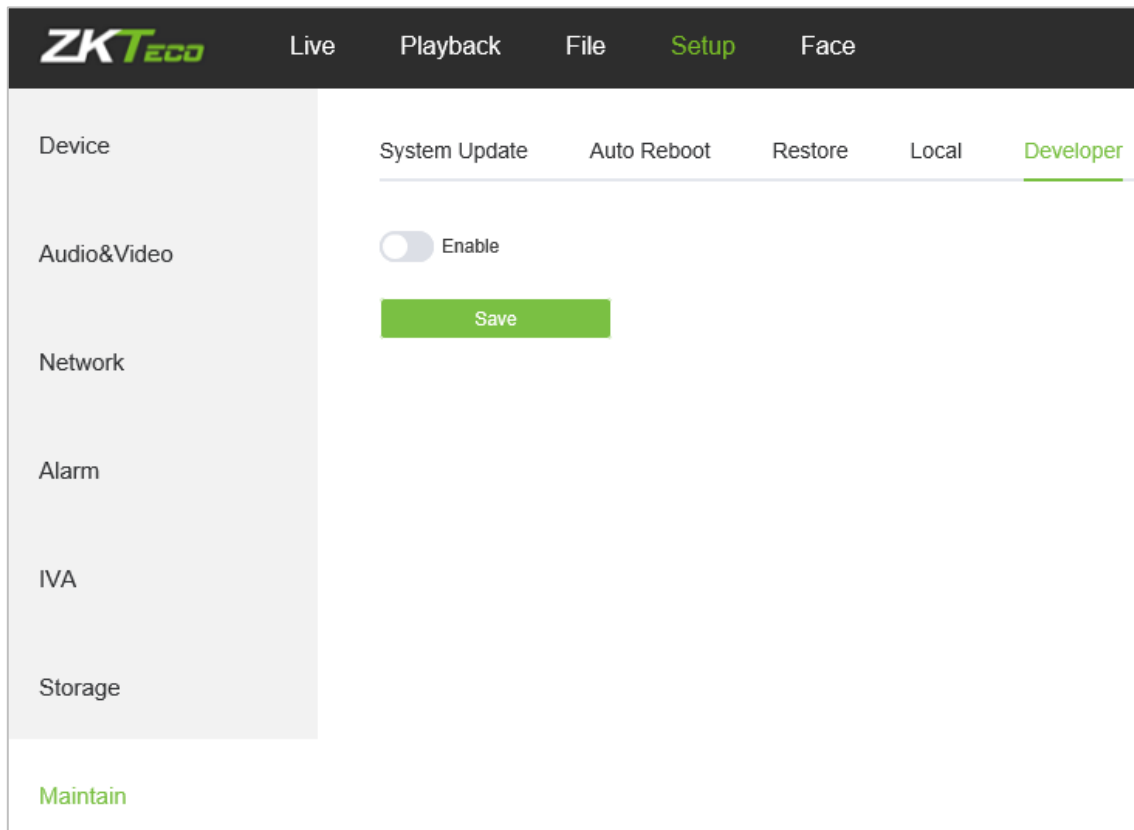 ZKTECO Live Playback File Setup Face
Device
System Update Auto Reboot Restore Local Developer
Audio&Video
Enable
Save
Network
Alarm
IVA
Storage
Maintain